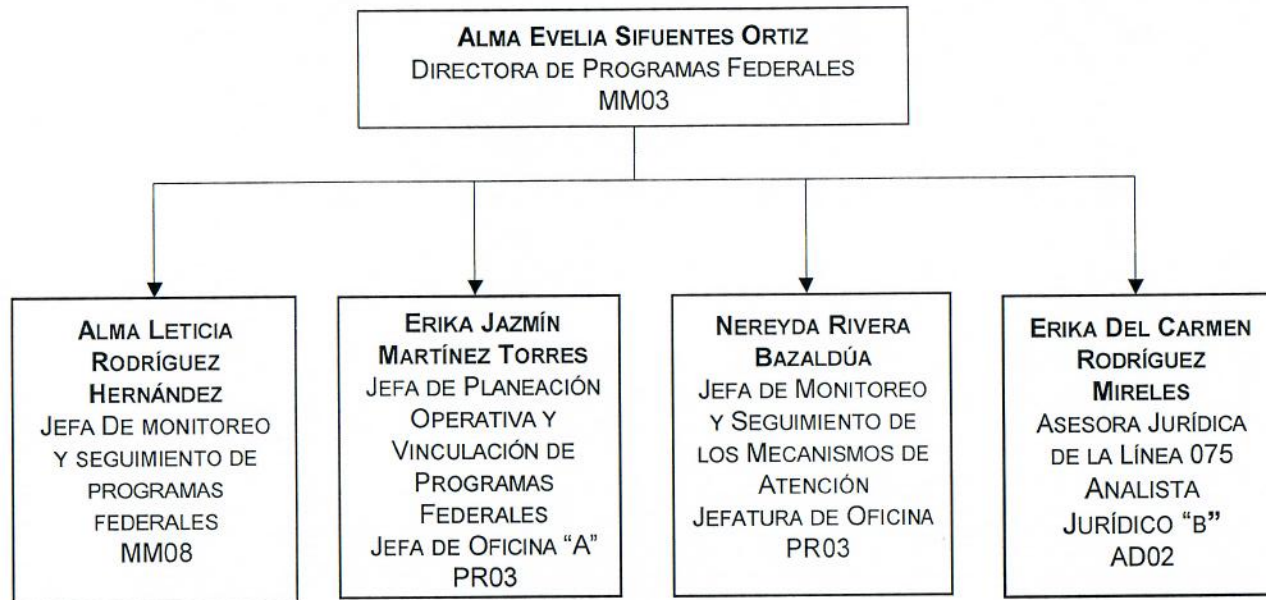 ALMA EVELIA SIFUENTES ORTIZ
DIRECTORA DE PROGRAMAS FEDERALES
MM03
ALMA LETICIA
RODRÍGUEZ
HERNÁNDEZ
JEFA DE MONITOREO
Y SEGUIMIENTO DE
PROGRAMAS
FEDERALES
MM08
ERIKA JAZMÍN
MARTÍNEZ TORRES
JEFA DE PLANEACIÓN
OPERATIVA Y
VINCULACIÓN DE
PROGRAMAS
FEDERALES
JEFA DE OFICINA “A”
PR03
NEREYDA RIVERA
BAZALDÚA
JEFA DE MONITOREO
Y SEGUIMIENTO DE
LOS MECANISMOS DE
ATENCIÓN
JEFATURA DE OFICINA
PR03
ERIKA DEL CARMEN
RODRÍGUEZ
MIRELES
ASESORA JURÍDICA
DE LA LÍNEA 075
ANALISTA
JURÍDICO “B”
AD02